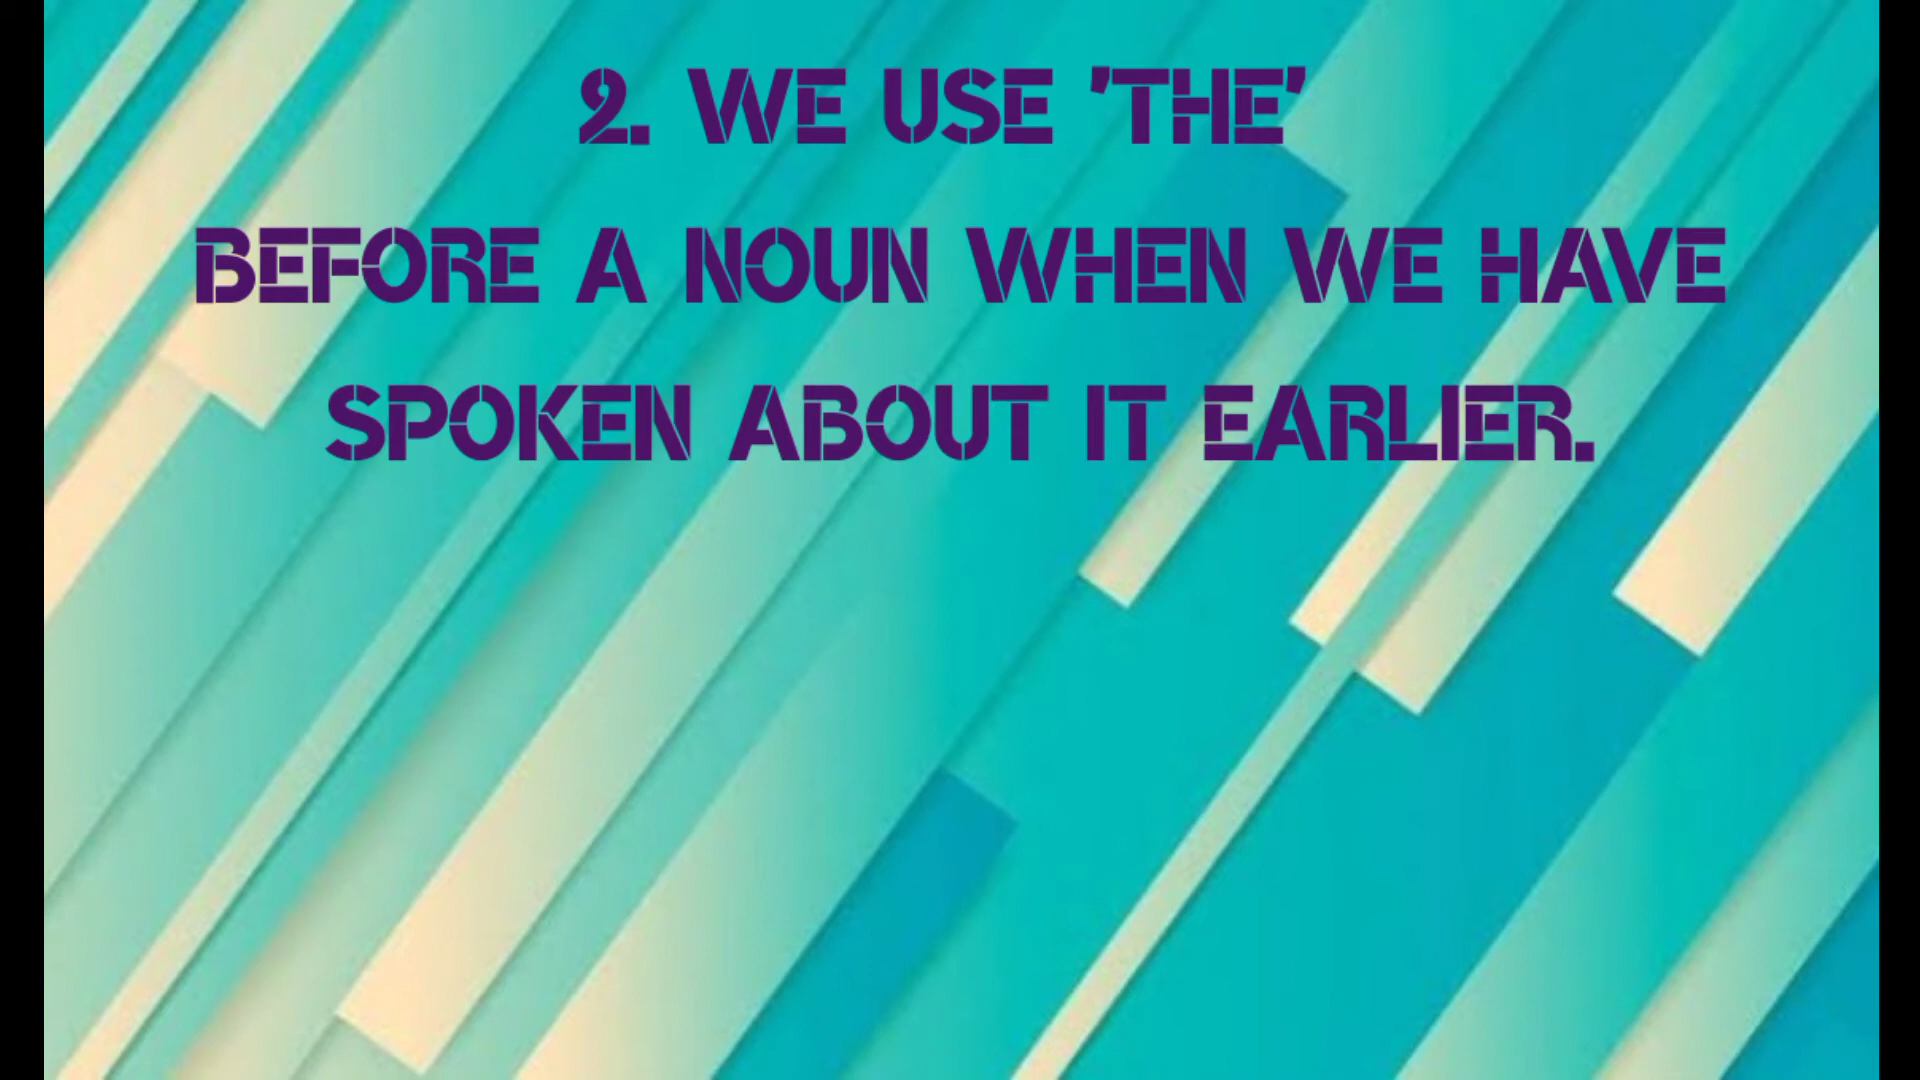 2. WE USE 'THE'
BEFORE A NOUN WHEN WE HAVE
SPOKEN ABOUT IT EARLIER.